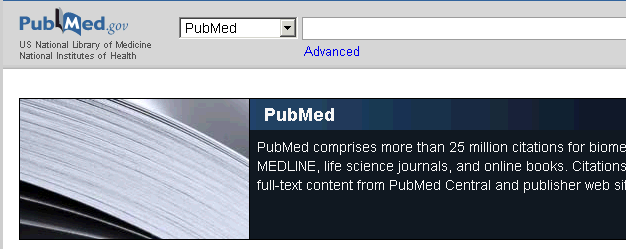 PubMed.gov
US National Library of Medicine
National Institutes of Health
PubMed
Advanced
PubMed
PubMed comprises more than 25 million citations for biome
MEDLINE, life science journals, and online books. Citations
full-text content from PubMed Central and publisher web si